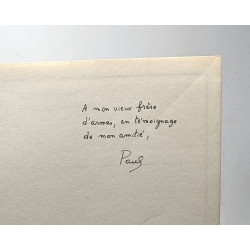 A mon vieux frère
d'armes, en témoignage
de mon amitié,
Paul